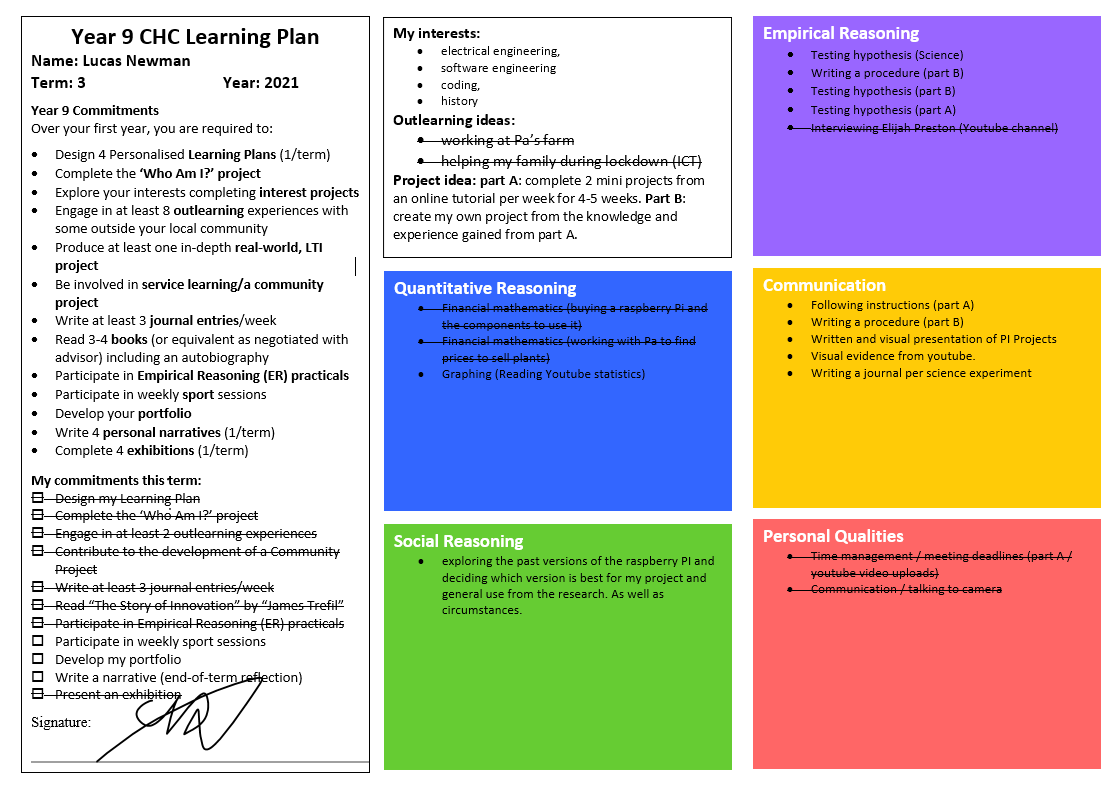 Year 9 CHC Learning Plan
Name: Lucas Newman
Term: 3 Year: 2021
Year 9 Commitments
Over your first year, you are required to:
• Design 4 Personalised Learning Plans (1/term)
• Complete the ‘Who Am I?’ project
• Explore your interests completing interest projects
• Engage in at least 8 outlearning experiences with
some outside your local community
• Produce at least one in-depth real-world, LTI
project
• Be involved in service learning/a community
project
• Write at least 3 journal entries/week
• Read 3-4 books (or equivalent as negotiated with
advisor) including an autobiography
• Participate in Empirical Reasoning (ER) practicals
• Participate in weekly sport sessions
• Develop your portfolio
• Write 4 personal narratives (1/term)
• Complete 4 exhibitions (1/term)
My commitments this term:
☐ Design my Learning Plan
☐ Complete the ‘Who Am I?’ project
☐ Engage in at least 2 outlearning experiences
☐ Contribute to the development of a Community
Project
☐ Write at least 3 journal entries/week
☐ Read “The Story of Innovation” by “James Trefil”
☐ Participate in Empirical Reasoning (ER) practicals
☐ Participate in weekly sport sessions
☐ Develop my portfolio
☐ Write a narrative (end-of-term reflection)
☐ Present an exhibition
Signature:
My interests:
• electrical engineering,
• software engineering
• coding,
• history
Outlearning ideas:
• working at Pa’s farm
• helping my family during lockdown (ICT)
Project idea: part A: complete 2 mini projects from
an online tutorial per week for 4-5 weeks. Part B:
create my own project from the knowledge and
experience gained from part A.
Quantitative Reasoning
• Financial mathematics (buying a raspberry Pi and
the components to use it)
• Financial mathematics (working with Pa to find
prices to sell plants)
• Graphing (Reading Youtube statistics)
Social Reasoning
• exploring the past versions of the raspberry PI and
deciding which version is best for my project and
general use from the research. As well as
circumstances.
Empirical Reasoning
• Testing hypothesis (Science)
• Writing a procedure (part B)
• Testing hypothesis (part B)
• Testing hypothesis (part A)
• Interviewing Elijah Preston (Youtube channel)
Communication
• Following instructions (part A)
• Writing a procedure (part B)
• Written and visual presentation of PI Projects
• Visual evidence from youtube.
• Writing a journal per science experiment
Personal Qualities
• Time management / meeting deadlines (part A /
youtube video uploads)
• Communication / talking to camera